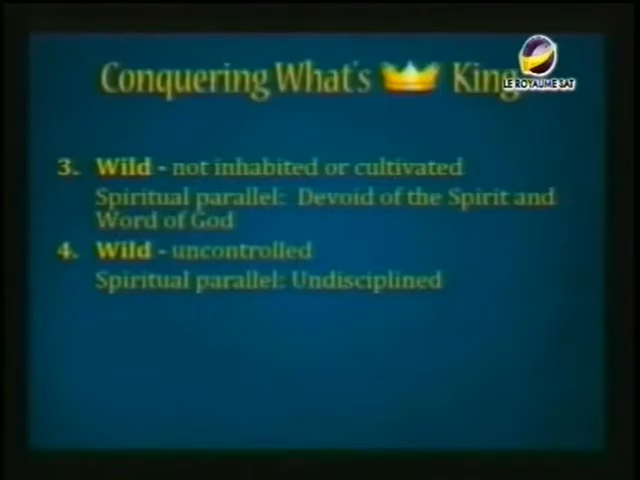 Conquering What's King
LE ROYAUME SAT
3. Wild - not inhabited or cultivated
Spiritual parallel: Devoid of the Spirit and
Word of God
4. Wild - uncontrolled
Spiritual parallel: Undisciplined